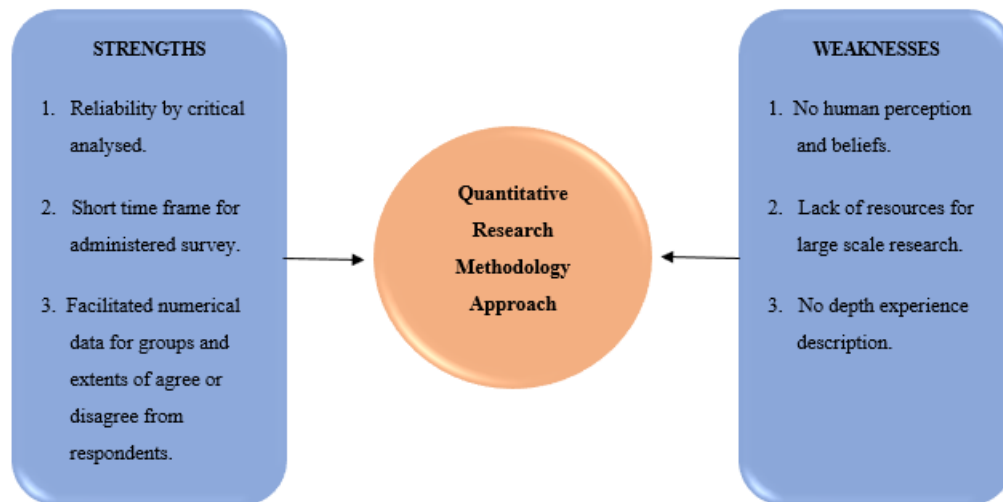 STRENGTHS
1. Reliability by critical
analysed.
2. Short time frame for
administered survey.
3. Facilitated numerical
data for groups and
extents of agree or
disagree from
respondents.
Quantitative
Research
Methodology
Approach
WEAKNESSES
1. No human perception
and beliefs.
2. Lack of resources for
large scale research.
3. No depth experience
description.